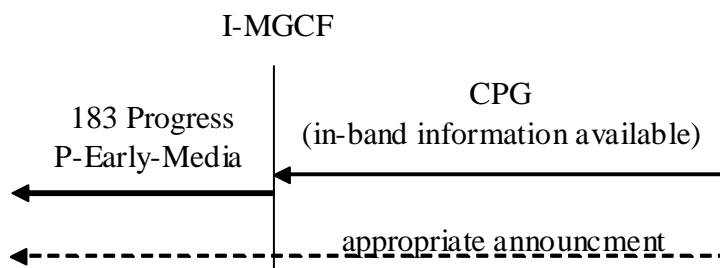 I-MGCF
183 Progress
P-Early-Media
CPG
(in-band information available)
appropriate announcment